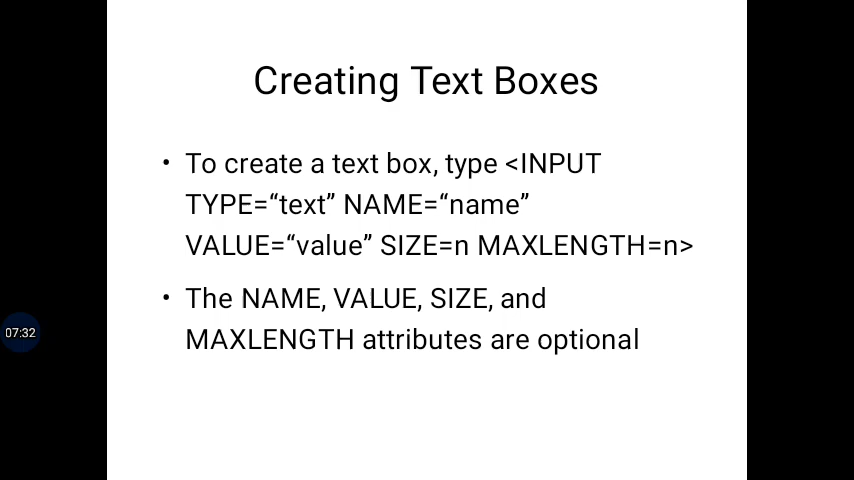 Creating Text Boxes
• To create a text box, type <INPUT
TYPE=“text” NAME=“name”
VALUE=“value” SIZE=n MAXLENGTH=n>
• The NAME, VALUE, SIZE, and
MAXLENGTH attributes are optional
07:32